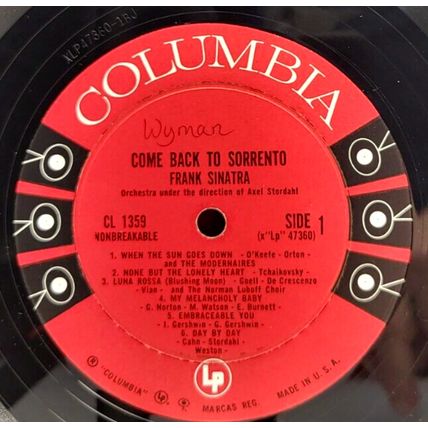 XLP47360-1BJ
COLUMBIA
Wyman
COME BACK TO SORRENTO
FRANK SINATRA
Orchestra under the direction of Axel Stordahl
CL 1359
NONBREAKABLE
SIDE 1
(x"Lp" 47360)
1. WHEN THE SUN GOES DOWN - O'Keefe - Orton -
and THE MODERNAIRES
2. NONE BUT THE LONELY HEART - Tchaikovsky -
3. LUNA ROSSA (Blushing Moon) - Goell - De Crescenzo
- Vian - and The Norman Luboff Choir
4. MY MELANCHOLY BABY
- G. Norton - M. Watson - E. Burnett -
5. EMBRACEABLE YOU
- I. Gershwin - G. Gershwin -
6. DAY BY DAY
- Cahn - Stordahl -
Weston -
Lp
® "COLUMBIA" ® MARCAS REG. MADE IN U.S.A.